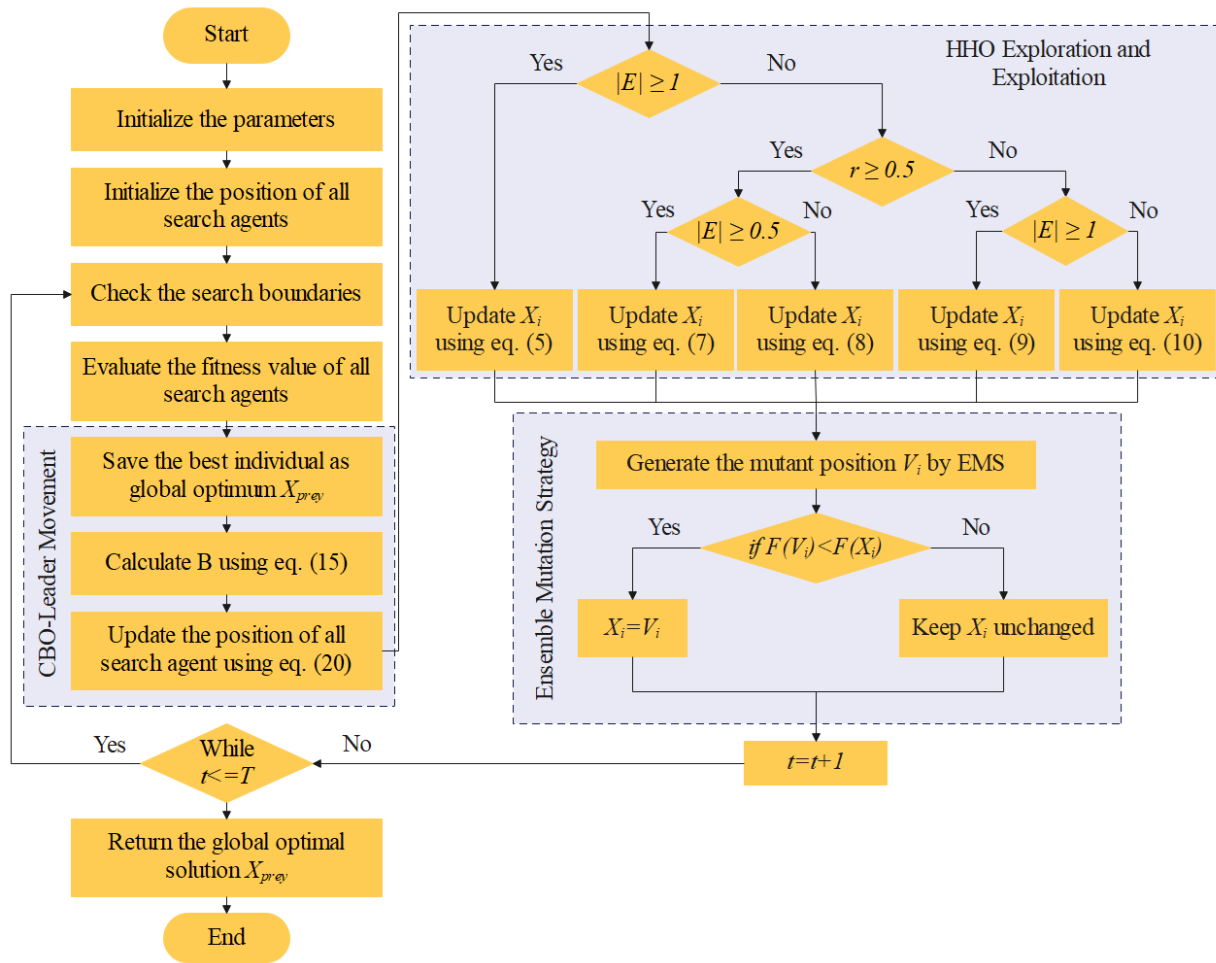 Start
Initialize the parameters
Initialize the position of all
search agents
Check the search boundaries
Evaluate the fitness value of all
search agents
CBO-Leader Movement
Save the best individual as
global optimum Xprey
Calculate B using eq. (15)
Update the position of all
search agent using eq. (20)
HHO Exploration and
Exploitation
Yes
|E| ≥ 1
No
Yes
r ≥ 0.5
No
Yes
|E| ≥ 0.5
No
Yes
|E| ≥ 1
No
Update Xi
using eq. (5)
Update Xi
using eq. (7)
Update Xi
using eq. (8)
Update Xi
using eq. (9)
Update Xi
using eq. (10)
Ensemble Mutation Strategy
Generate the mutant position Vi by EMS
Yes
if F(Vi)<F(Xi)
No
Xi=Vi
Keep Xi unchanged
t=t+1
Yes
While
t<=T
No
Return the global optimal
solution Xprey
End